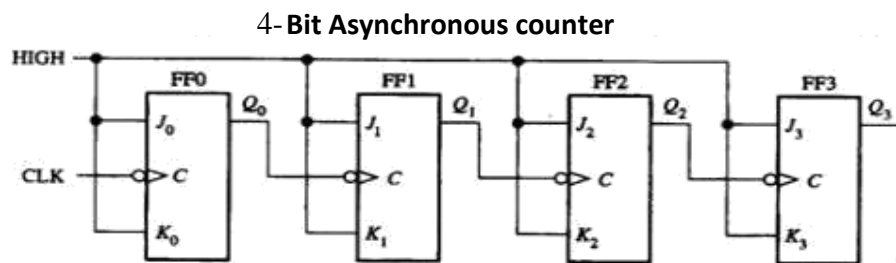 4-Bit Asynchronous counter
HIGH
FF0 FF1 FF2 FF3
Q0 Q1 Q2 Q3
J0 J1 J2 J3
CLK C C C C
K0 K1 K2 K3